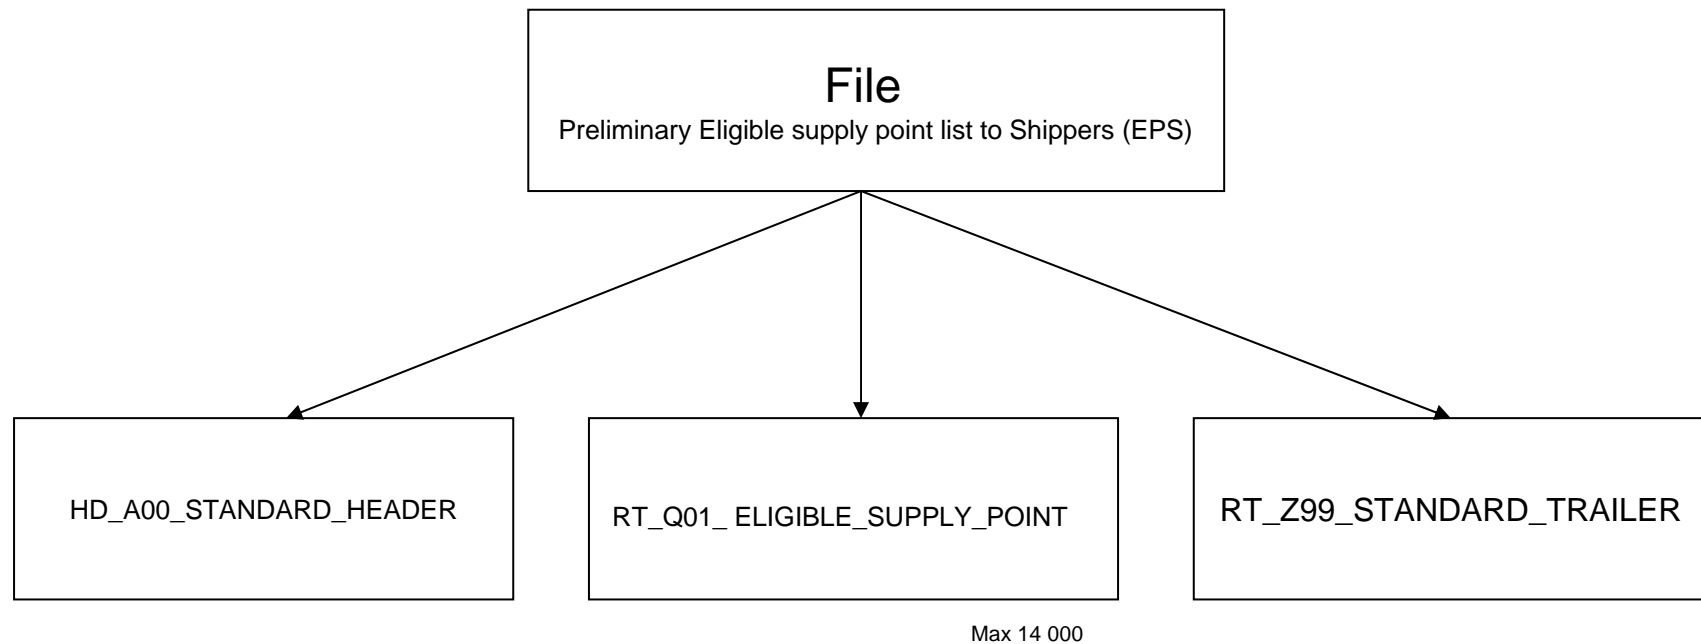 File
Preliminary Eligible supply point list to Shippers (EPS)
HD_A00_STANDARD_HEADER
RT_Q01_ ELIGIBLE_SUPPLY_POINT
RT_Z99_STANDARD_TRAILER
Max 14 000